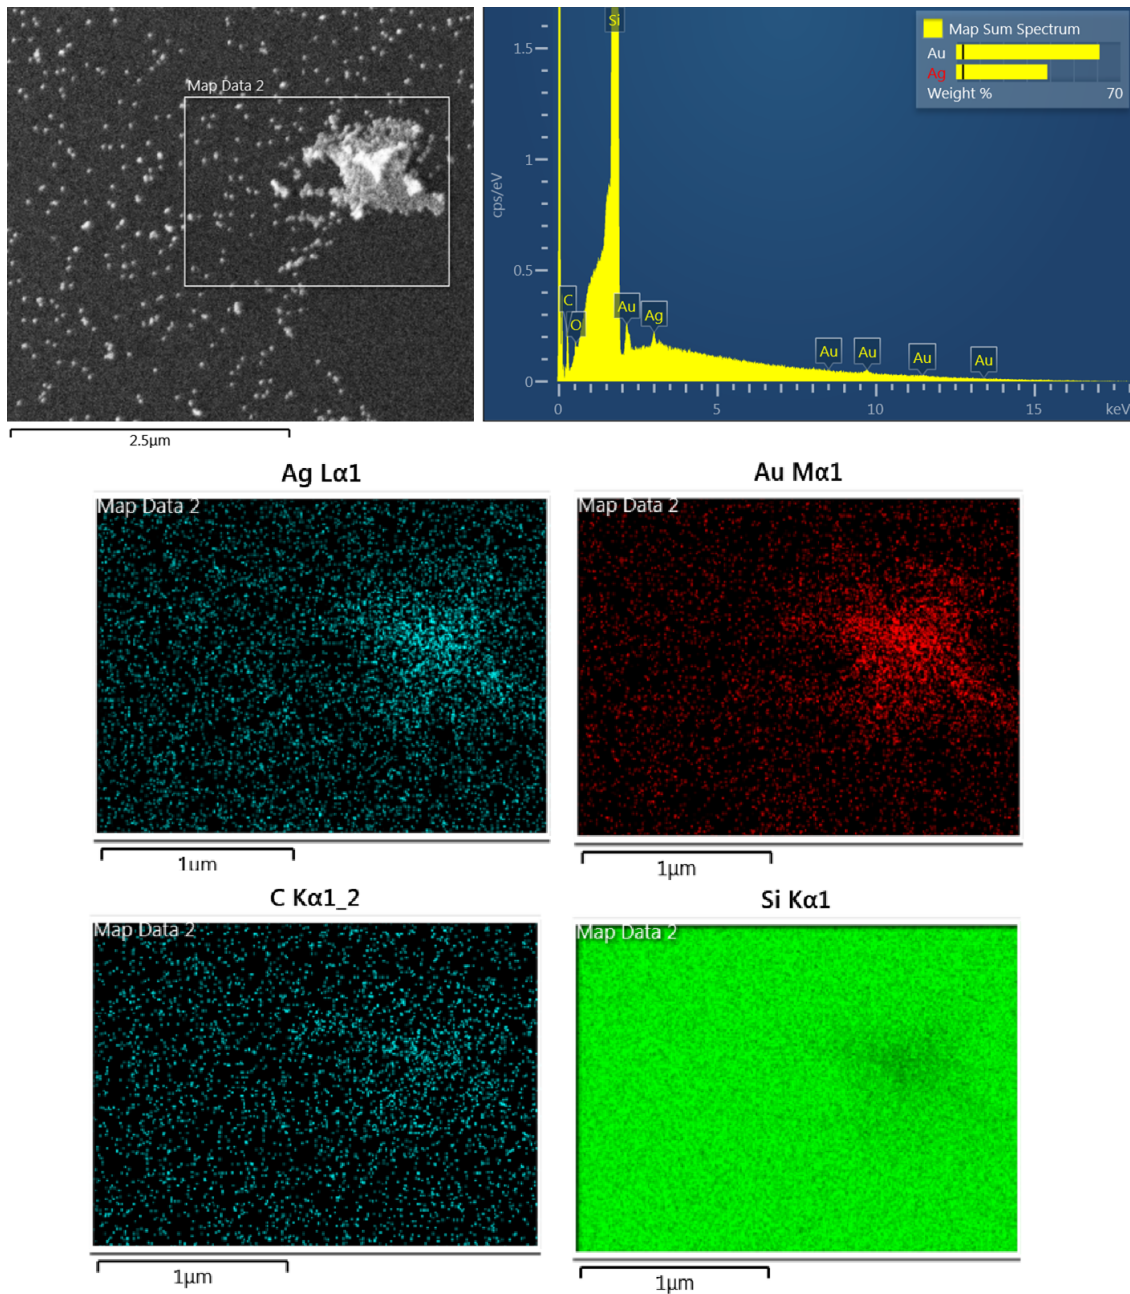 Map Data 2
2.5µm
Si
C
O
Au
Ag
Au
Au
Au
Au
cps/eV
1.5
1
0.5
0
0
5
10
15
keV
Map Sum Spectrum
Au
Ag
Weight %
70
Ag Lα1
Map Data 2
1µm
Au Mα1
Map Data 2
1µm
C Kα1_2
Map Data 2
1µm
Si Kα1
Map Data 2
1µm